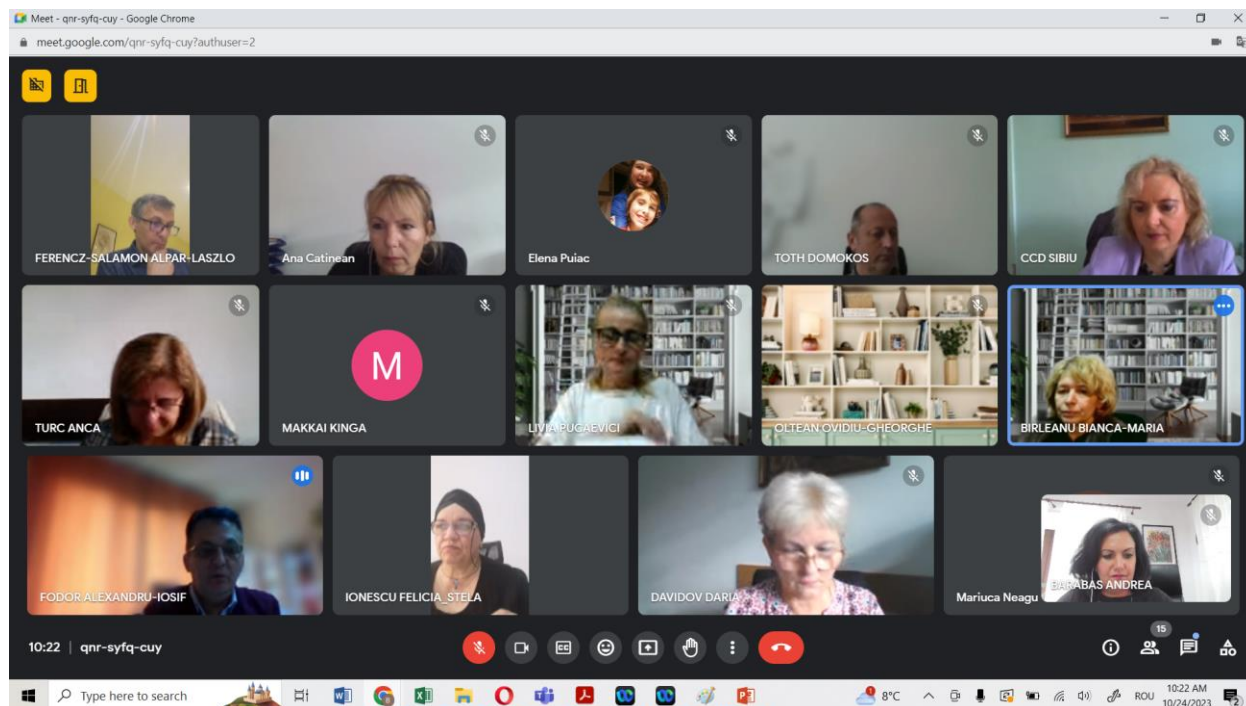 Meet - qnr-syfq-cuy - Google Chrome
meet.google.com/qnr-syfq-cuy?authuser=2
FERENCZ-SALAMON ALPAR-LASZLO
Ana Catinean
Elena Puiac
TOTH DOMOKOS
CCD SIBIU
TURC ANCA
M
MAKKAI KINGA
LIVIA PUCAEVICI
OLTEAN OVIDIU-GHEORGHE
BIRLEANU BIANCA-MARIA
FODOR ALEXANDRU-IOSIF
IONESCU FELICIA_STELA
DAVIDOV DARIA
Mariuca Neagu
BARABAS ANDREA
10:22 | qnr-syfq-cuy
CC
15
Type here to search
8°C
ROU
10:22 AM
10/24/2023
2